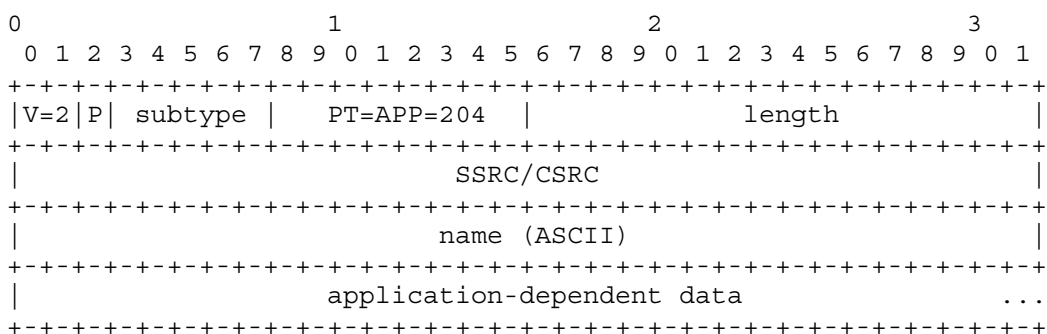 0                   1                   2                   3
 0 1 2 3 4 5 6 7 8 9 0 1 2 3 4 5 6 7 8 9 0 1 2 3 4 5 6 7 8 9 0 1
+-+-+-+-+-+-+-+-+-+-+-+-+-+-+-+-+-+-+-+-+-+-+-+-+-+-+-+-+-+-+-+-+
|V=2|P| subtype |   PT=APP=204  |             length            |
+-+-+-+-+-+-+-+-+-+-+-+-+-+-+-+-+-+-+-+-+-+-+-+-+-+-+-+-+-+-+-+-+
|                           SSRC/CSRC                           |
+-+-+-+-+-+-+-+-+-+-+-+-+-+-+-+-+-+-+-+-+-+-+-+-+-+-+-+-+-+-+-+-+
|                          name (ASCII)                         |
+-+-+-+-+-+-+-+-+-+-+-+-+-+-+-+-+-+-+-+-+-+-+-+-+-+-+-+-+-+-+-+-+
|                   application-dependent data                ...
+-+-+-+-+-+-+-+-+-+-+-+-+-+-+-+-+-+-+-+-+-+-+-+-+-+-+-+-+-+-+-+-+